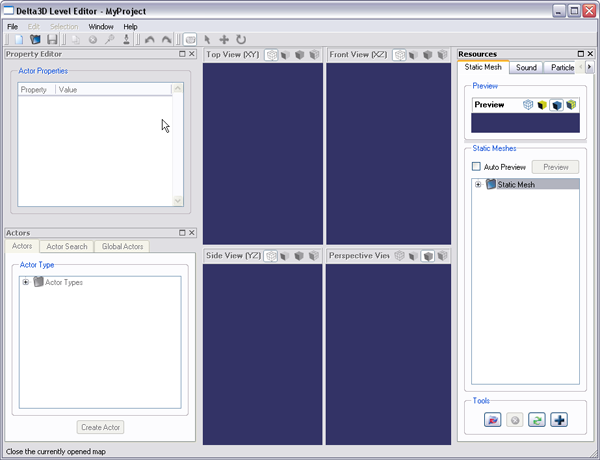 Delta3D Level Editor - MyProject
File Edit Selection Window Help
Property Editor
Actor Properties
Property Value
Actors
Actors Actor Search Global Actors
Actor Type
Actor Types
Create Actor
Top View (XY)
Front View (XZ)
Side View (YZ)
Perspective View
Resources
Static Mesh Sound Particle
Preview
Preview
Static Meshes
Auto Preview Preview
Static Mesh
Tools
Close the currently opened map